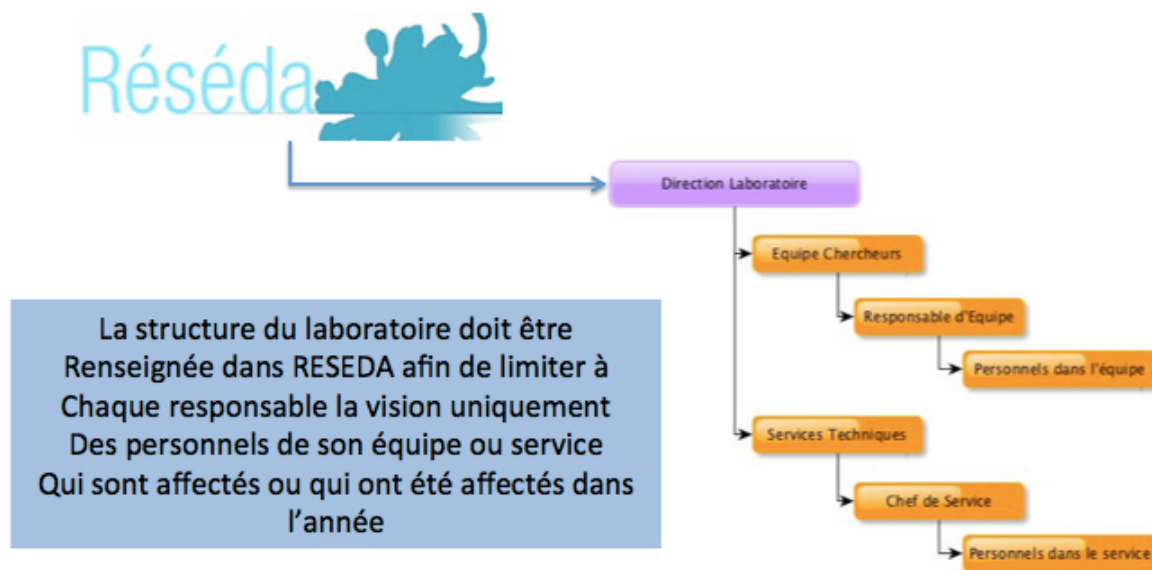 Réséda
Direction Laboratoire
Equipe Chercheurs
Responsable d'Equipe
Personnels dans l'équipe
Services Techniques
Chef de Service
Personnels dans le service
La structure du laboratoire doit être
Renseignée dans RESEDA afin de limiter à
Chaque responsable la vision uniquement
Des personnels de son équipe ou service
Qui sont affectés ou qui ont été affectés dans
l’année